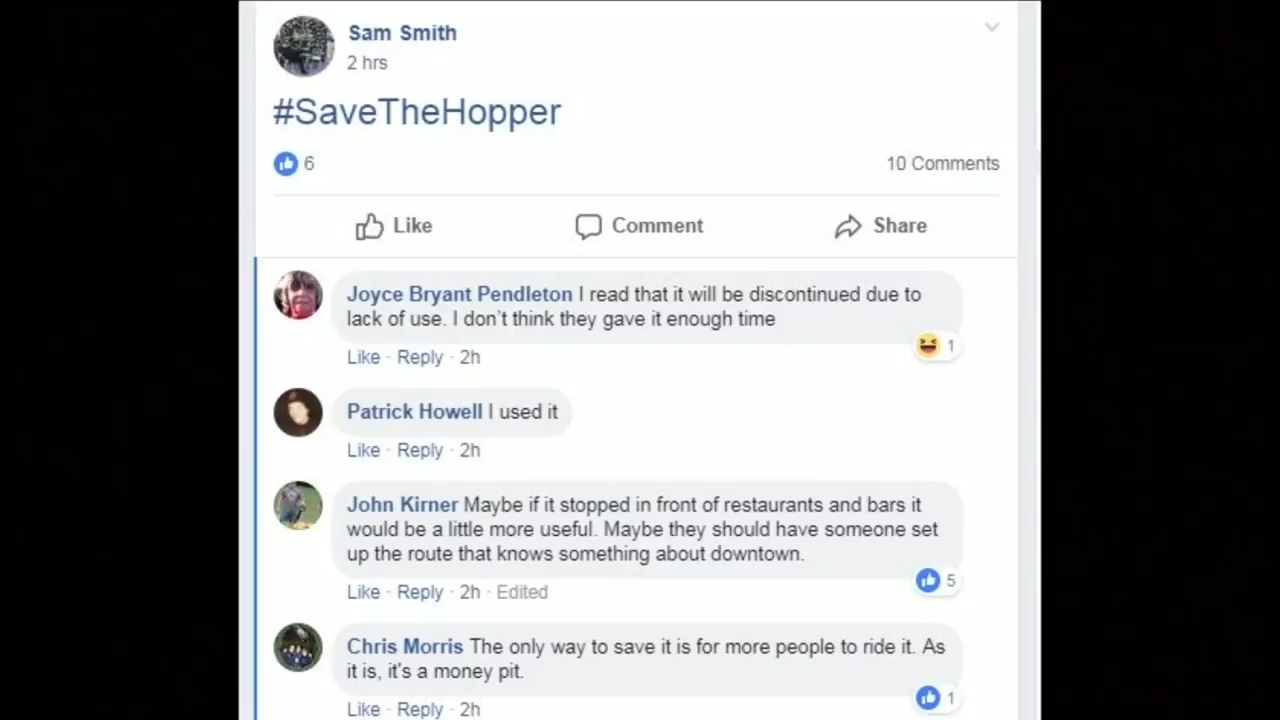 Sam Smith
2 hrs
#SaveTheHopper
6
10 Comments
Like
Comment
Share
Joyce Bryant Pendleton I read that it will be discontinued due to
lack of use. I don't think they gave it enough time
1
Like · Reply · 2h
Patrick Howell I used it
Like · Reply · 2h
John Kirner Maybe if it stopped in front of restaurants and bars it
would be a little more useful. Maybe they should have someone set
up the route that knows something about downtown.
5
Like · Reply · 2h · Edited
Chris Morris The only way to save it is for more people to ride it. As
it is, it's a money pit.
1
Like · Reply · 2h